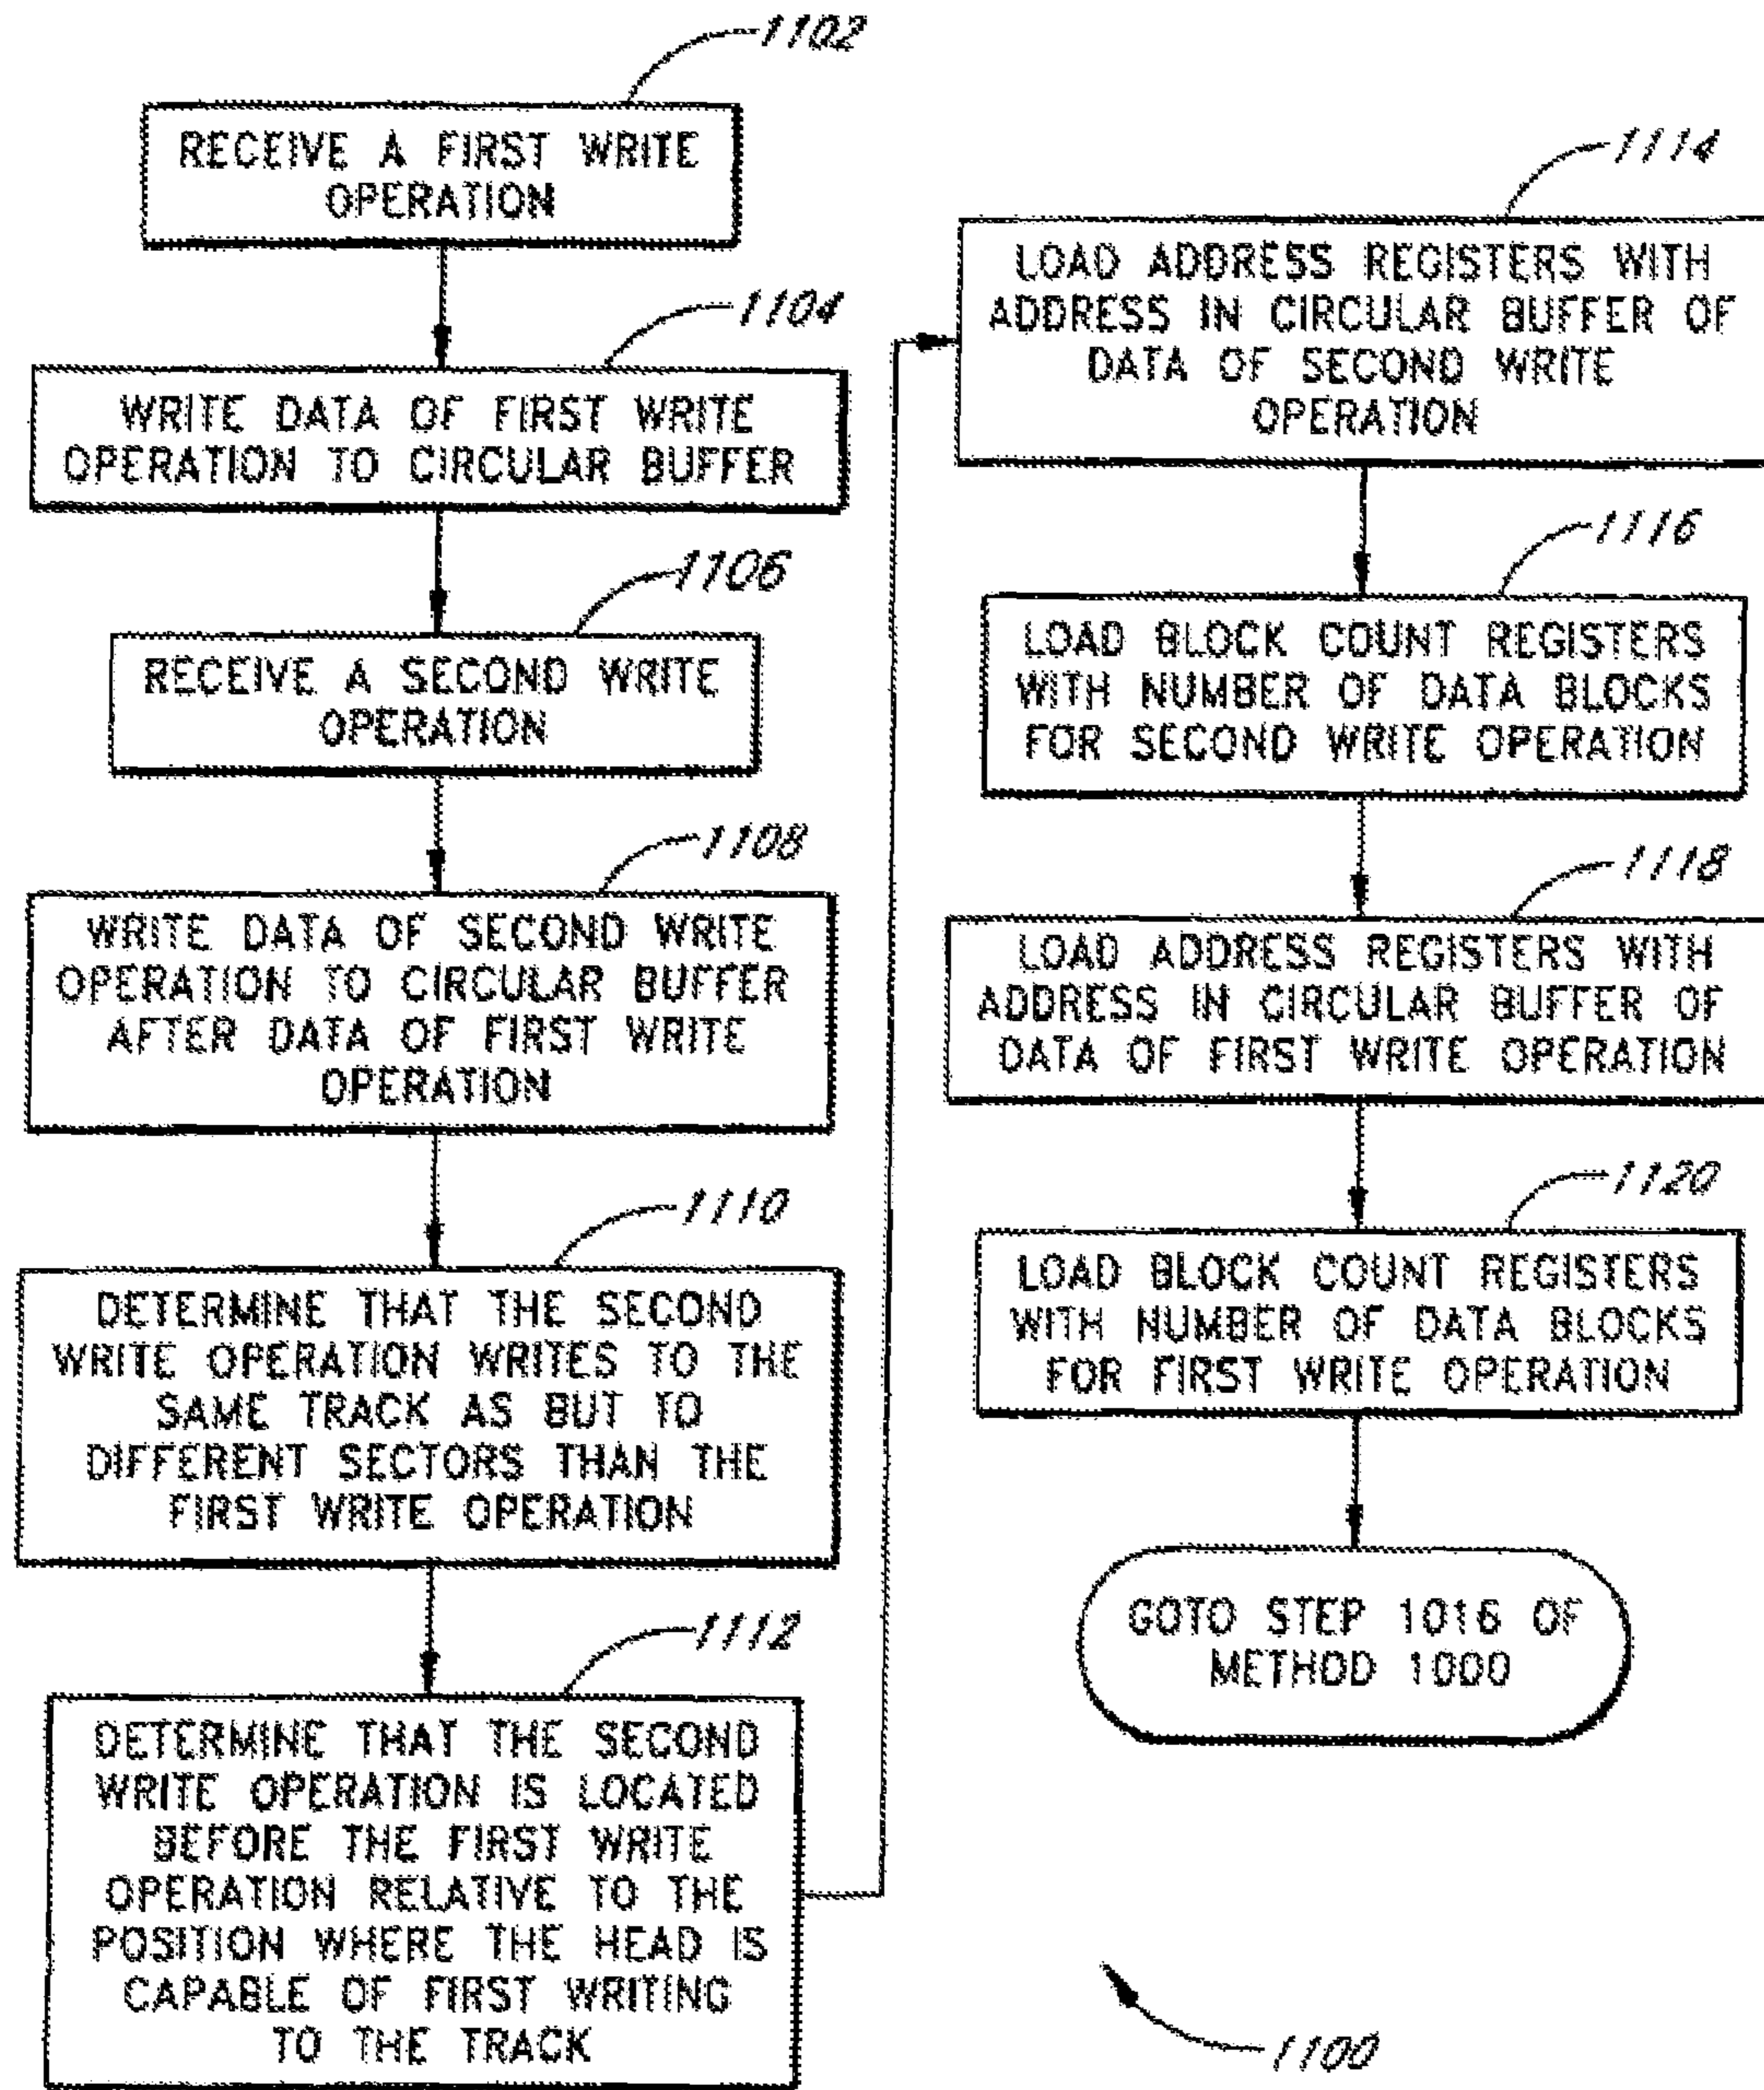 1102
RECEIVE A FIRST WRITE
OPERATION
1104
WRITE DATA OF FIRST WRITE
OPERATION TO CIRCULAR BUFFER
1106
RECEIVE A SECOND WRITE
OPERATION
1108
WRITE DATA OF SECOND WRITE
OPERATION TO CIRCULAR BUFFER
AFTER DATA OF FIRST WRITE
OPERATION
1110
DETERMINE THAT THE SECOND
WRITE OPERATION WRITES TO THE
SAME TRACK AS BUT TO
DIFFERENT SECTORS THAN THE
FIRST WRITE OPERATION
1112
DETERMINE THAT THE SECOND
WRITE OPERATION IS LOCATED
BEFORE THE FIRST WRITE
OPERATION RELATIVE TO THE
POSITION WHERE THE HEAD IS
CAPABLE OF FIRST WRITING
TO THE TRACK
1114
LOAD ADDRESS REGISTERS WITH
ADDRESS IN CIRCULAR BUFFER OF
DATA OF SECOND WRITE
OPERATION
1116
LOAD BLOCK COUNT REGISTERS
WITH NUMBER OF DATA BLOCKS
FOR SECOND WRITE OPERATION
1118
LOAD ADDRESS REGISTERS WITH
ADDRESS IN CIRCULAR BUFFER OF
DATA OF FIRST WRITE OPERATION
1120
LOAD BLOCK COUNT REGISTERS
WITH NUMBER OF DATA BLOCKS
FOR FIRST WRITE OPERATION
GOTO STEP 1016 OF
METHOD 1000
1100